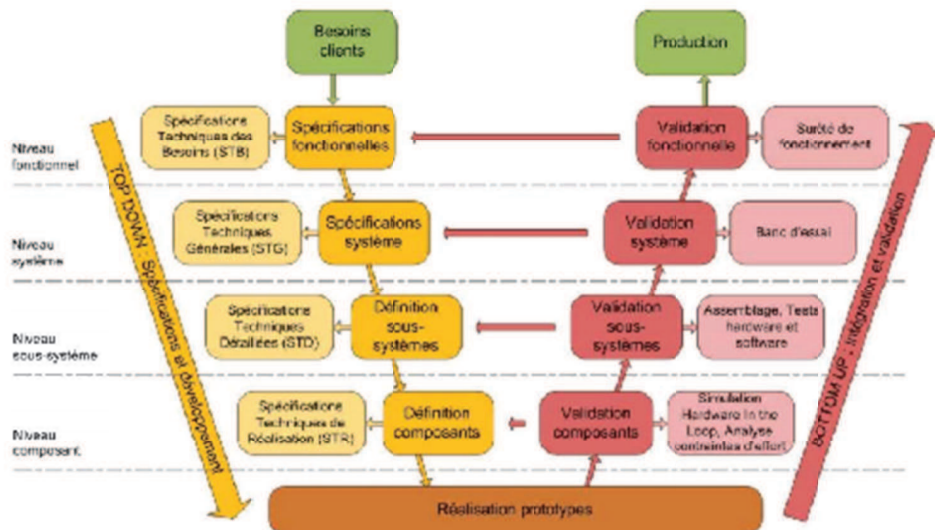 Besoins
clients
Production
Niveau
fonctionnel
Spécifications
Techniques des
Besoins (STB)
Spécifications
fonctionnelles
Validation
fonctionnelle
Sureté de
fonctionnement
Niveau
système
Spécifications
Techniques
Générales (STG)
Spécifications
système
Validation
système
Banc d'essai
Niveau
sous-système
Spécifications
Techniques
Détaillées (STD)
Définition
sous-
systèmes
Validation
sous-
systèmes
Assemblage, Tests
hardware et
software
Niveau
composant
Spécifications
Techniques de
Réalisation (STR)
Définition
composants
Validation
composants
Simulation
Hardware In the
Loop, Analyse
contraintes d'effort
Réalisation prototypes
TOP DOWN : Spécifications et développement
BOTTOM UP : Intégration et validation